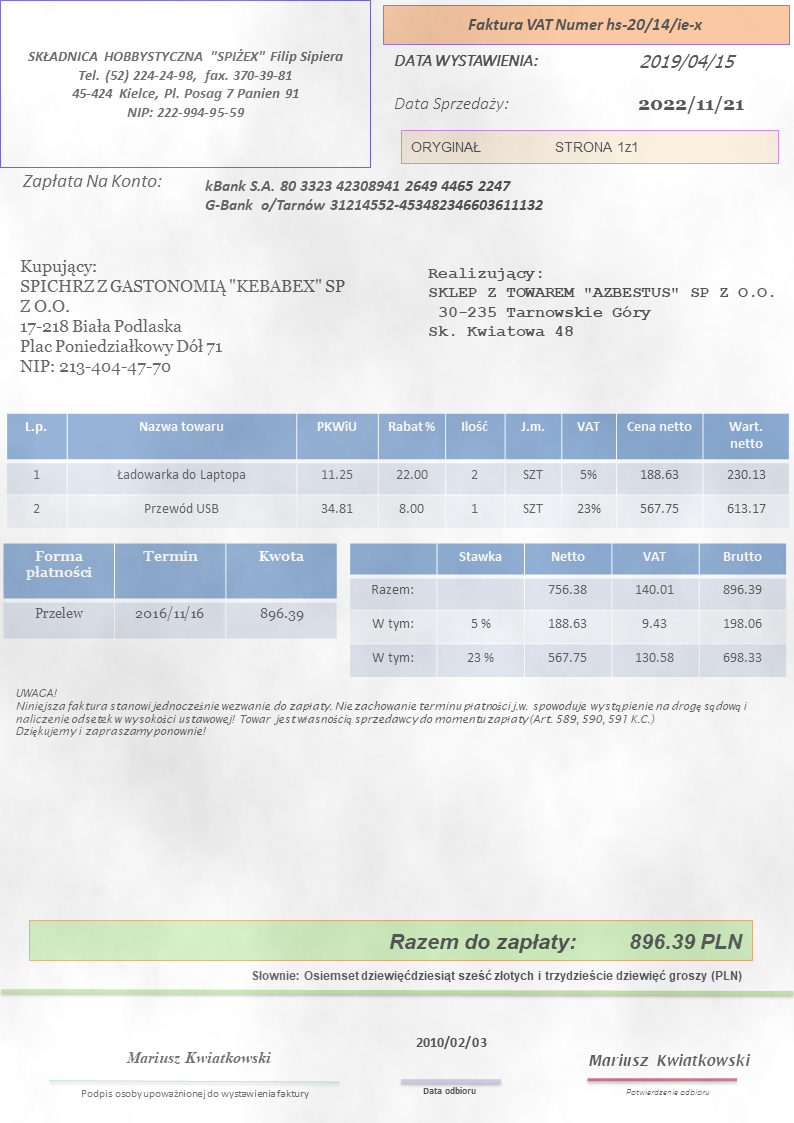 SKŁADNICA HOBBYSTYCZNA "SPIŻEX" Filip Sipiera
Tel. (52) 224-24-98, fax. 370-39-81
45-424 Kielce, Pl. Posag 7 Panien 91
NIP: 222-994-95-59
Faktura VAT Numer hs-20/14/ie-x
DATA WYSTAWIENIA: 2019/04/15
Data Sprzedaży: 2022/11/21
ORYGINAŁ STRONA 1z1
Zapłata Na Konto:
kBank S.A. 80 3323 42308941 2649 4465 2247
G-Bank o/Tarnów 31214552-453482346603611132
Kupujący:
SPICHRZ Z GASTONOMIĄ "KEBABEX" SP
Z O.O.
17-218 Biała Podlaska
Plac Poniedziałkowy Dół 71
NIP: 213-404-47-70
Realizujący:
SKLEP Z TOWAREM "AZBESTUS" SP Z O.O.
30-235 Tarnowskie Góry
Sk. Kwiatowa 48
L.p. Nazwa towaru PKWiU Rabat % Ilość J.m. VAT Cena netto Wart. netto
1 Ładowarka do Laptopa 11.25 22.00 2 SZT 5% 188.63 230.13
2 Przewód USB 34.81 8.00 1 SZT 23% 567.75 613.17
Forma płatności Termin Kwota
Przelew 2016/11/16 896.39
Stawka Netto VAT Brutto
Razem: 756.38 140.01 896.39
W tym: 5 % 188.63 9.43 198.06
W tym: 23 % 567.75 130.58 698.33
UWAGA!
Niniejsza faktura stanowi jednocześnie wezwanie do zapłaty. Nie zachowanie terminu płatności j.w. spowoduje wystąpienie na drogę sądową i
naliczenie odsetek w wysokości ustawowej! Towar jest własnością sprzedawcy do momentu zapłaty (Art. 589, 590, 591 K.C.)
Dziękujemy i zapraszamy ponownie!
Razem do zapłaty: 896.39 PLN
Słownie: Osiemset dziewięćdziesiąt sześć złotych i trzydzieście dziewięć groszy (PLN)
Mariusz Kwiatkowski
Podpis osoby upoważnionej do wystawienia faktury
2010/02/03
Data odbioru
Mariusz Kwiatkowski
Potwierdzenie odbioru